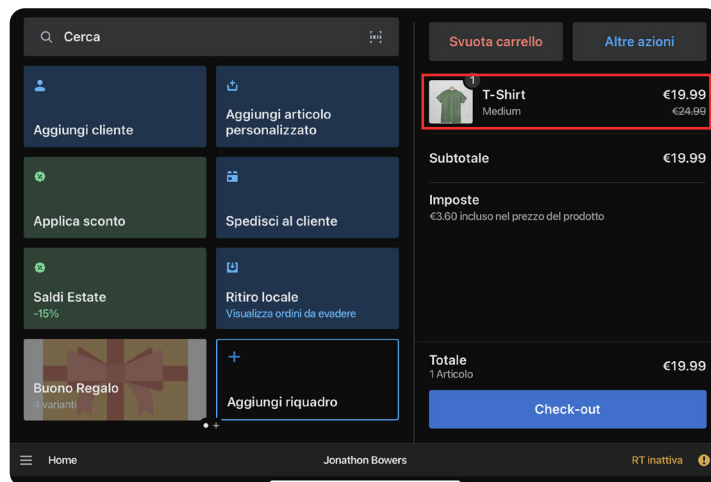 Cerca
Svuota carrello
Altre azioni
Aggiungi cliente
Aggiungi articolo
personalizzato
Applica sconto
Spedisci al cliente
Saldi Estate
-15%
Ritiro locale
Visualizza ordini da evadere
Buono Regalo
4 varianti
Aggiungi riquadro
1
T-Shirt €19.99
Medium €24.99
Subtotale €19.99
Imposte
€3.60 incluso nel prezzo del prodotto
Totale €19.99
1 Articolo
Check-out
Home
Jonathon Bowers
RT inattiva